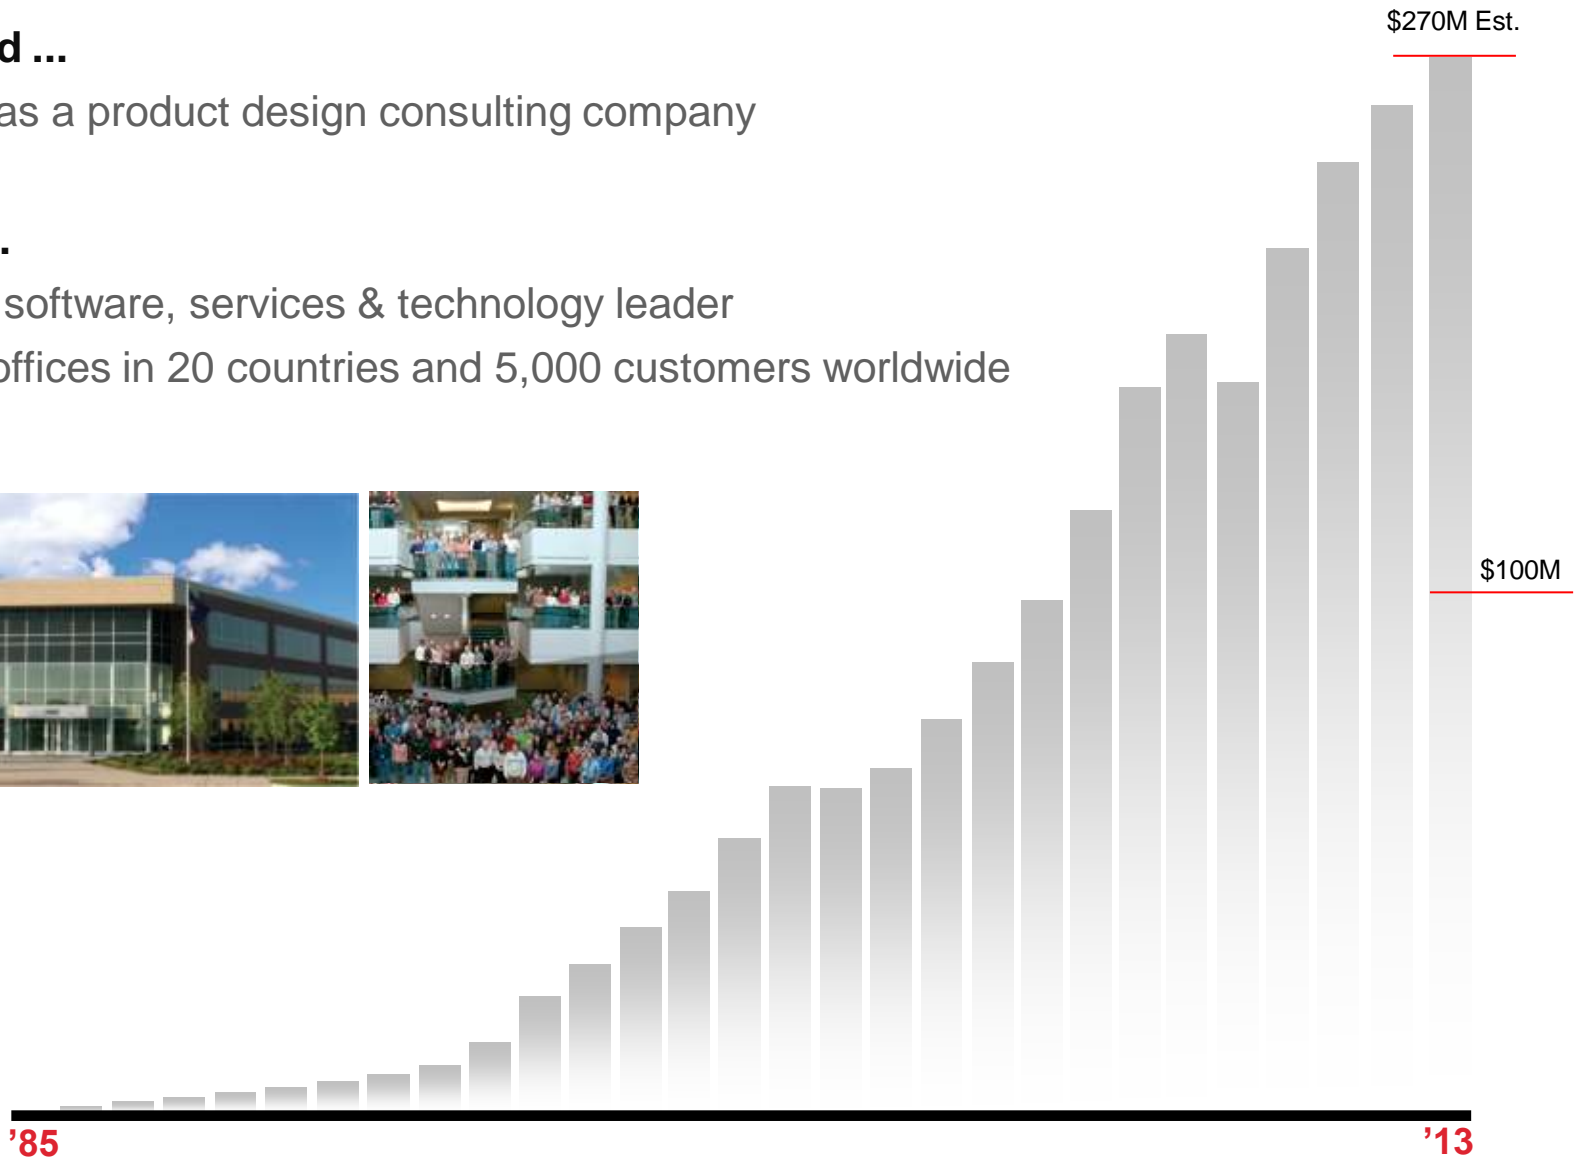 d ...
as a product design consulting company
.
software, services & technology leader
offices in 20 countries and 5,000 customers worldwide
$270M Est.
$100M
’85
’13